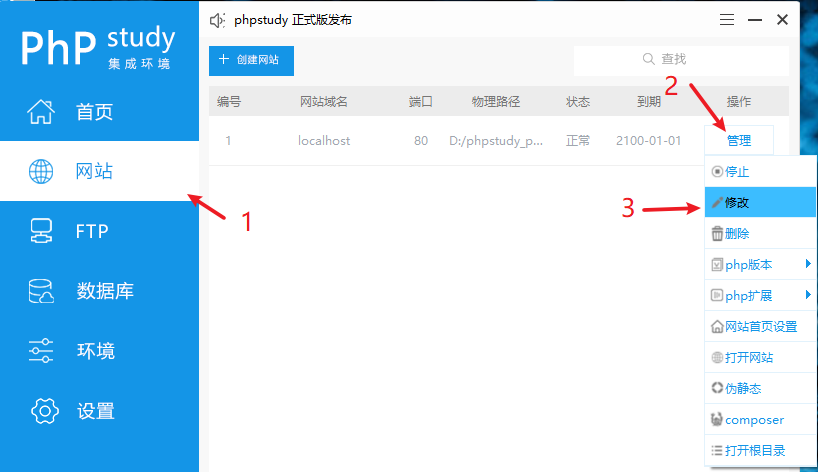 phpstudy 正式版发布
PhP study
集成环境
首页
网站
FTP
数据库
环境
设置
创建网站
查找
编号 网站域名 端口 物理路径 状态 到期 操作
1 localhost 80 D:/phpstudy_p... 正常 2100-01-01 管理
停止
修改
删除
php版本
php扩展
网站首页设置
打开网站
伪静态
composer
打开根目录
1
2
3